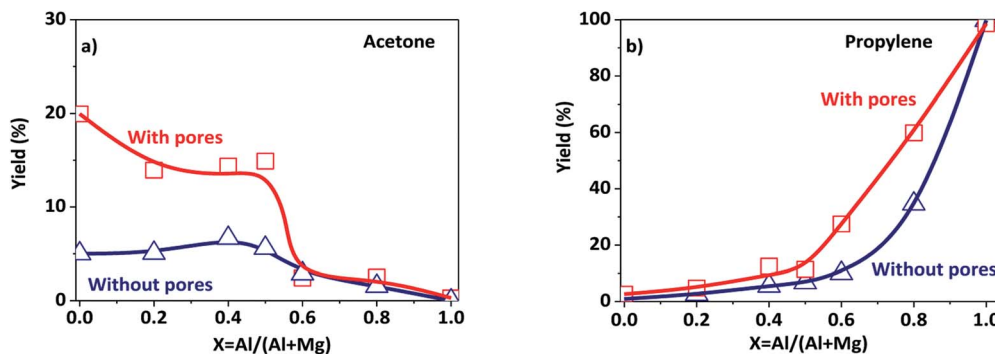 a)
Acetone
With pores
Without pores
Yield (%)
30
20
10
0
0.0 0.2 0.4 0.6 0.8 1.0
X=Al/(Al+Mg)
b)
Propylene
With pores
Without pores
Yield (%)
100
80
60
40
20
0
0.0 0.2 0.4 0.6 0.8 1.0
X=Al/(Al+Mg)